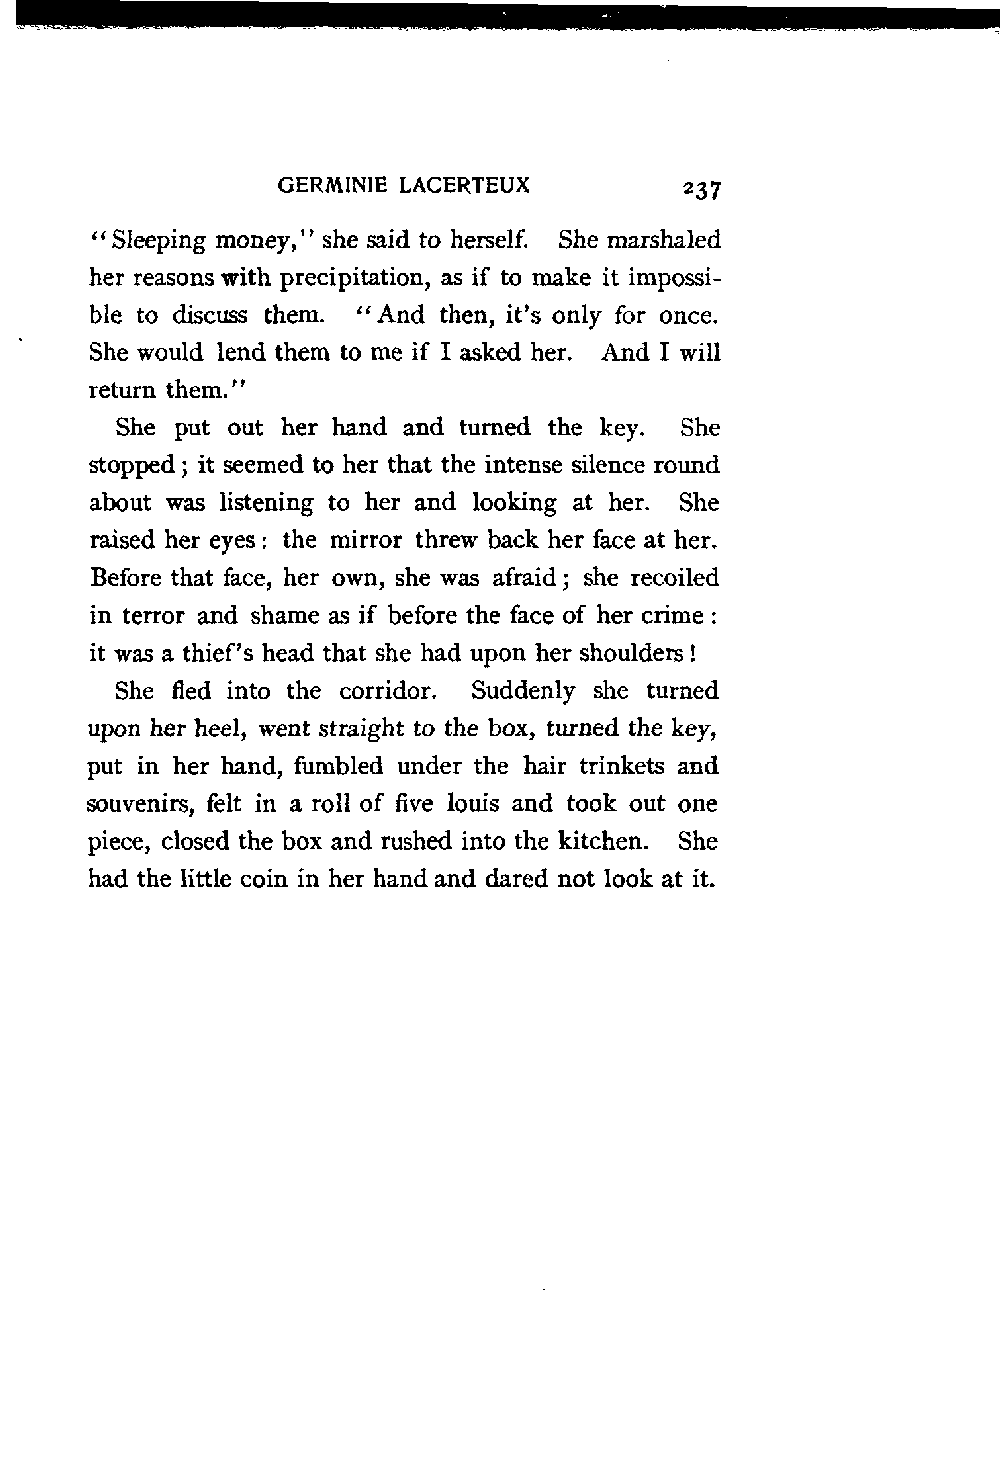 GERMINIE LACERTEUX 237
"Sleeping money," she said to herself. She marshaled
her reasons with precipitation, as if to make it impossi-
ble to discuss them. "And then, it's only for once.
She would lend them to me if I asked her. And I will
return them."
She put out her hand and turned the key. She
stopped; it seemed to her that the intense silence round
about was listening to her and looking at her. She
raised her eyes: the mirror threw back her face at her.
Before that face, her own, she was afraid; she recoiled
in terror and shame as if before the face of her crime:
it was a thief's head that she had upon her shoulders!
She fled into the corridor. Suddenly she turned
upon her heel, went straight to the box, turned the key,
put in her hand, fumbled under the hair trinkets and
souvenirs, felt in a roll of five louis and took out one
piece, closed the box and rushed into the kitchen. She
had the little coin in her hand and dared not look at it.